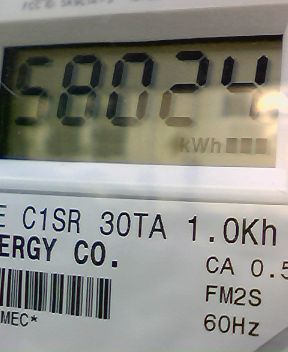 58024
kWh
E C1SR 30TA 1.0Kh
ERGY CO.
CA 0.5
FM2S
MEC*
60Hz